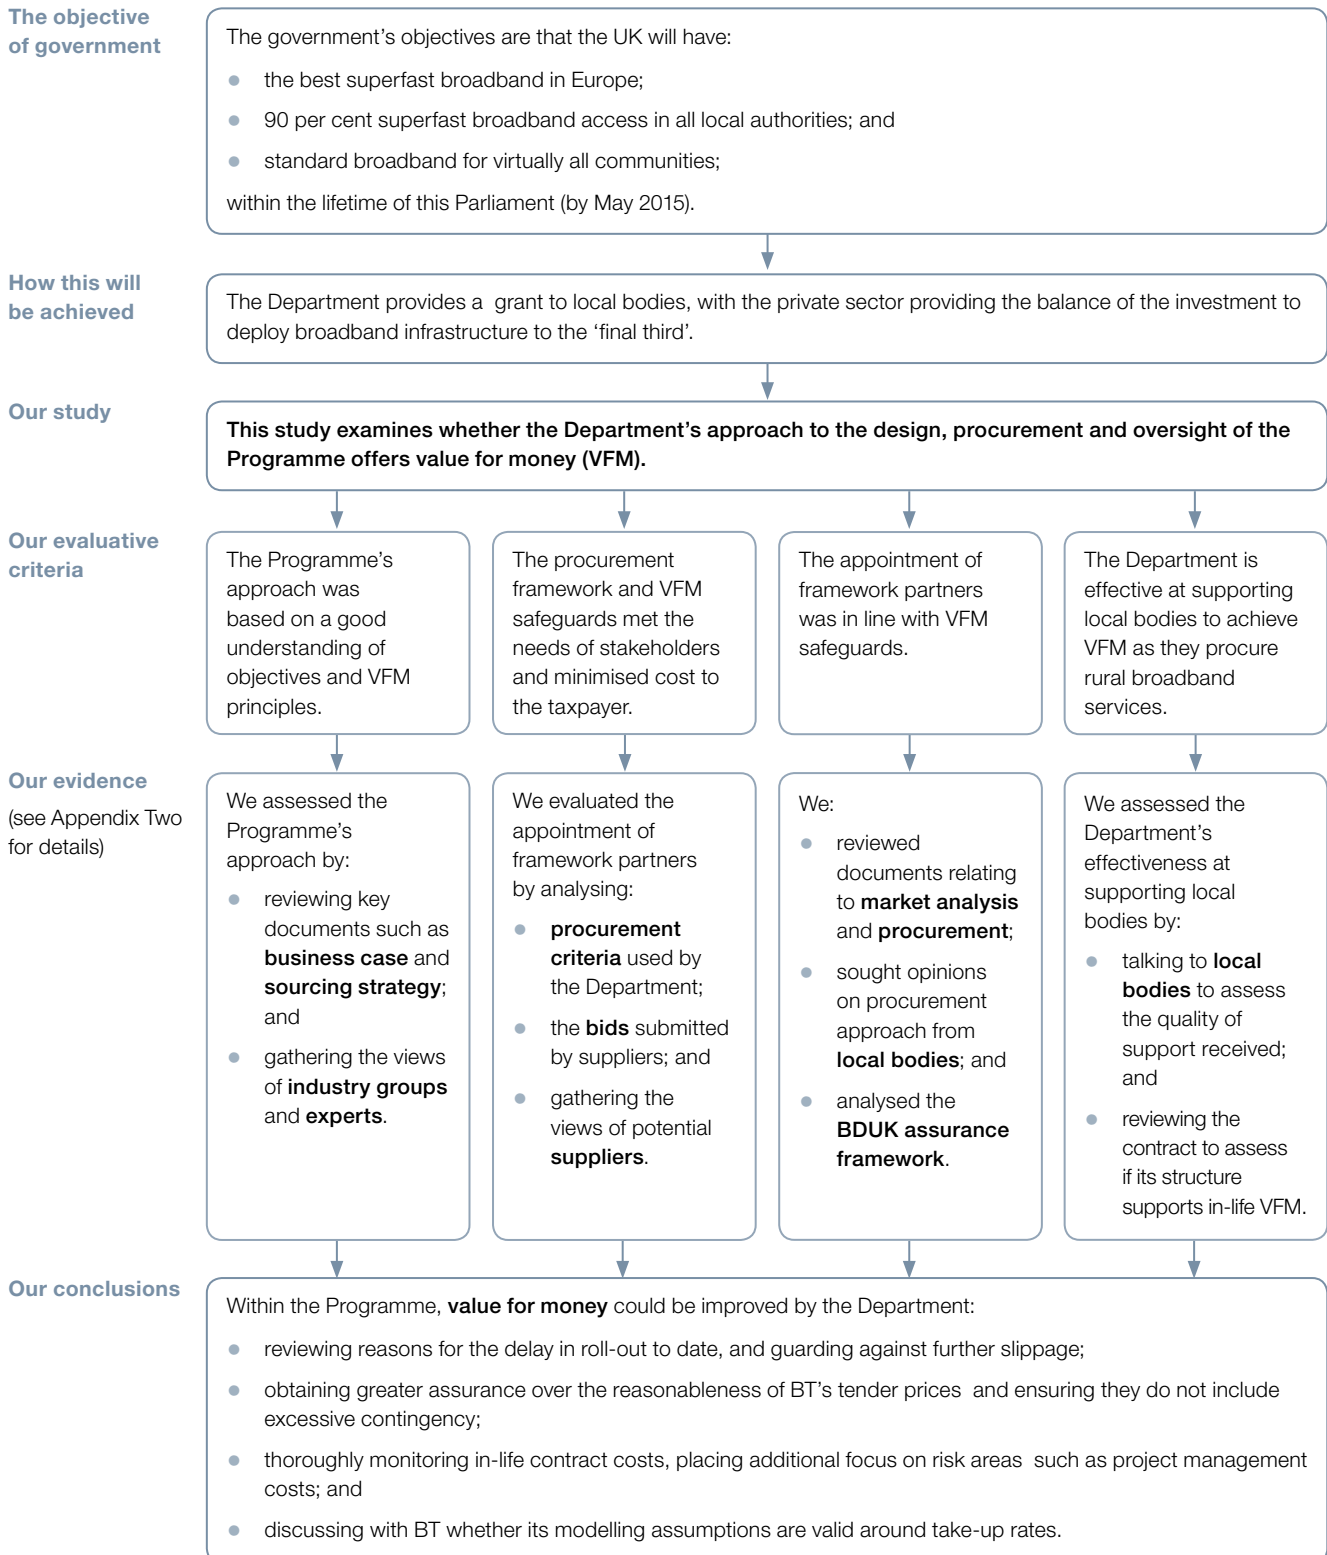 The objective
of government
The government’s objectives are that the UK will have:
● the best superfast broadband in Europe;
● 90 per cent superfast broadband access in all local authorities; and
● standard broadband for virtually all communities;
within the lifetime of this Parliament (by May 2015).
How this will
be achieved
The Department provides a grant to local bodies, with the private sector providing the balance of the investment to
deploy broadband infrastructure to the ‘final third’.
Our study
This study examines whether the Department’s approach to the design, procurement and oversight of the
Programme offers value for money (VFM).
Our evaluative
criteria
The Programme’s
approach was
based on a good
understanding of
objectives and VFM
principles.
The procurement
framework and VFM
safeguards met the
needs of stakeholders
and minimised cost to
the taxpayer.
The appointment of
framework partners
was in line with VFM
safeguards.
The Department is
effective at supporting
local bodies to achieve
VFM as they procure
rural broadband
services.
Our evidence
(see Appendix Two
for details)
We assessed the
Programme’s
approach by:
● reviewing key
documents such as
business case and
sourcing strategy;
and
● gathering the views
of industry groups
and experts.
We evaluated the
appointment of
framework partners
by analysing:
● procurement
criteria used by
the Department;
● the bids submitted
by suppliers; and
● gathering the
views of potential
suppliers.
We:
● reviewed
documents relating
to market analysis
and procurement;
● sought opinions
on procurement
approach from
local bodies; and
● analysed the
BDUK assurance
framework.
We assessed the
Department’s
effectiveness at
supporting local
bodies by:
● talking to local
bodies to assess
the quality of
support received;
and
● reviewing the
contract to assess
if its structure
supports in-life VFM.
Our conclusions
Within the Programme, value for money could be improved by the Department:
● reviewing reasons for the delay in roll-out to date, and guarding against further slippage;
● obtaining greater assurance over the reasonableness of BT’s tender prices and ensuring they do not include
excessive contingency;
● thoroughly monitoring in-life contract costs, placing additional focus on risk areas such as project management
costs; and
● discussing with BT whether its modelling assumptions are valid around take-up rates.